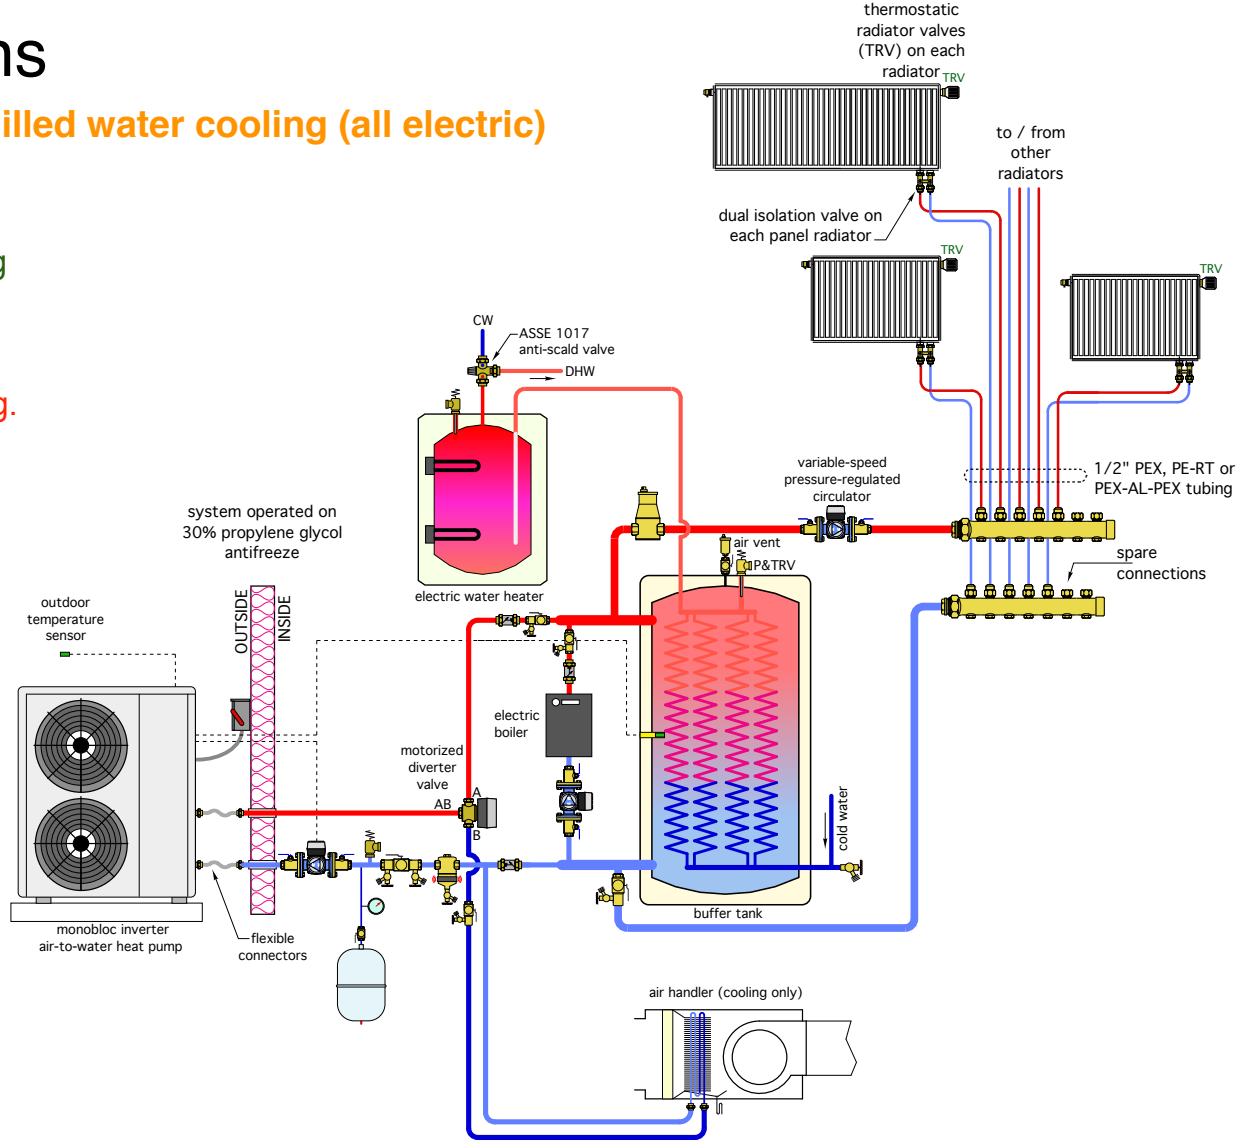 ns
illed water cooling (all electric)
g
g.
thermostatic
radiator valves
(TRV) on each
radiator
TRV
to / from
other
radiators
dual isolation valve on
each panel radiator
TRV
TRV
CW
ASSE 1017
anti-scald valve
DHW
variable-speed
pressure-regulated
circulator
1/2" PEX, PE-RT or
PEX-AL-PEX tubing
system operated on
30% propylene glycol
antifreeze
air vent
P&TRV
spare
connections
electric water heater
outdoor
temperature
sensor
OUTSIDE
INSIDE
electric
boiler
motorized
diverter
valve
A
AB
B
cold water
buffer tank
monobloc inverter
air-to-water heat pump
flexible
connectors
air handler (cooling only)